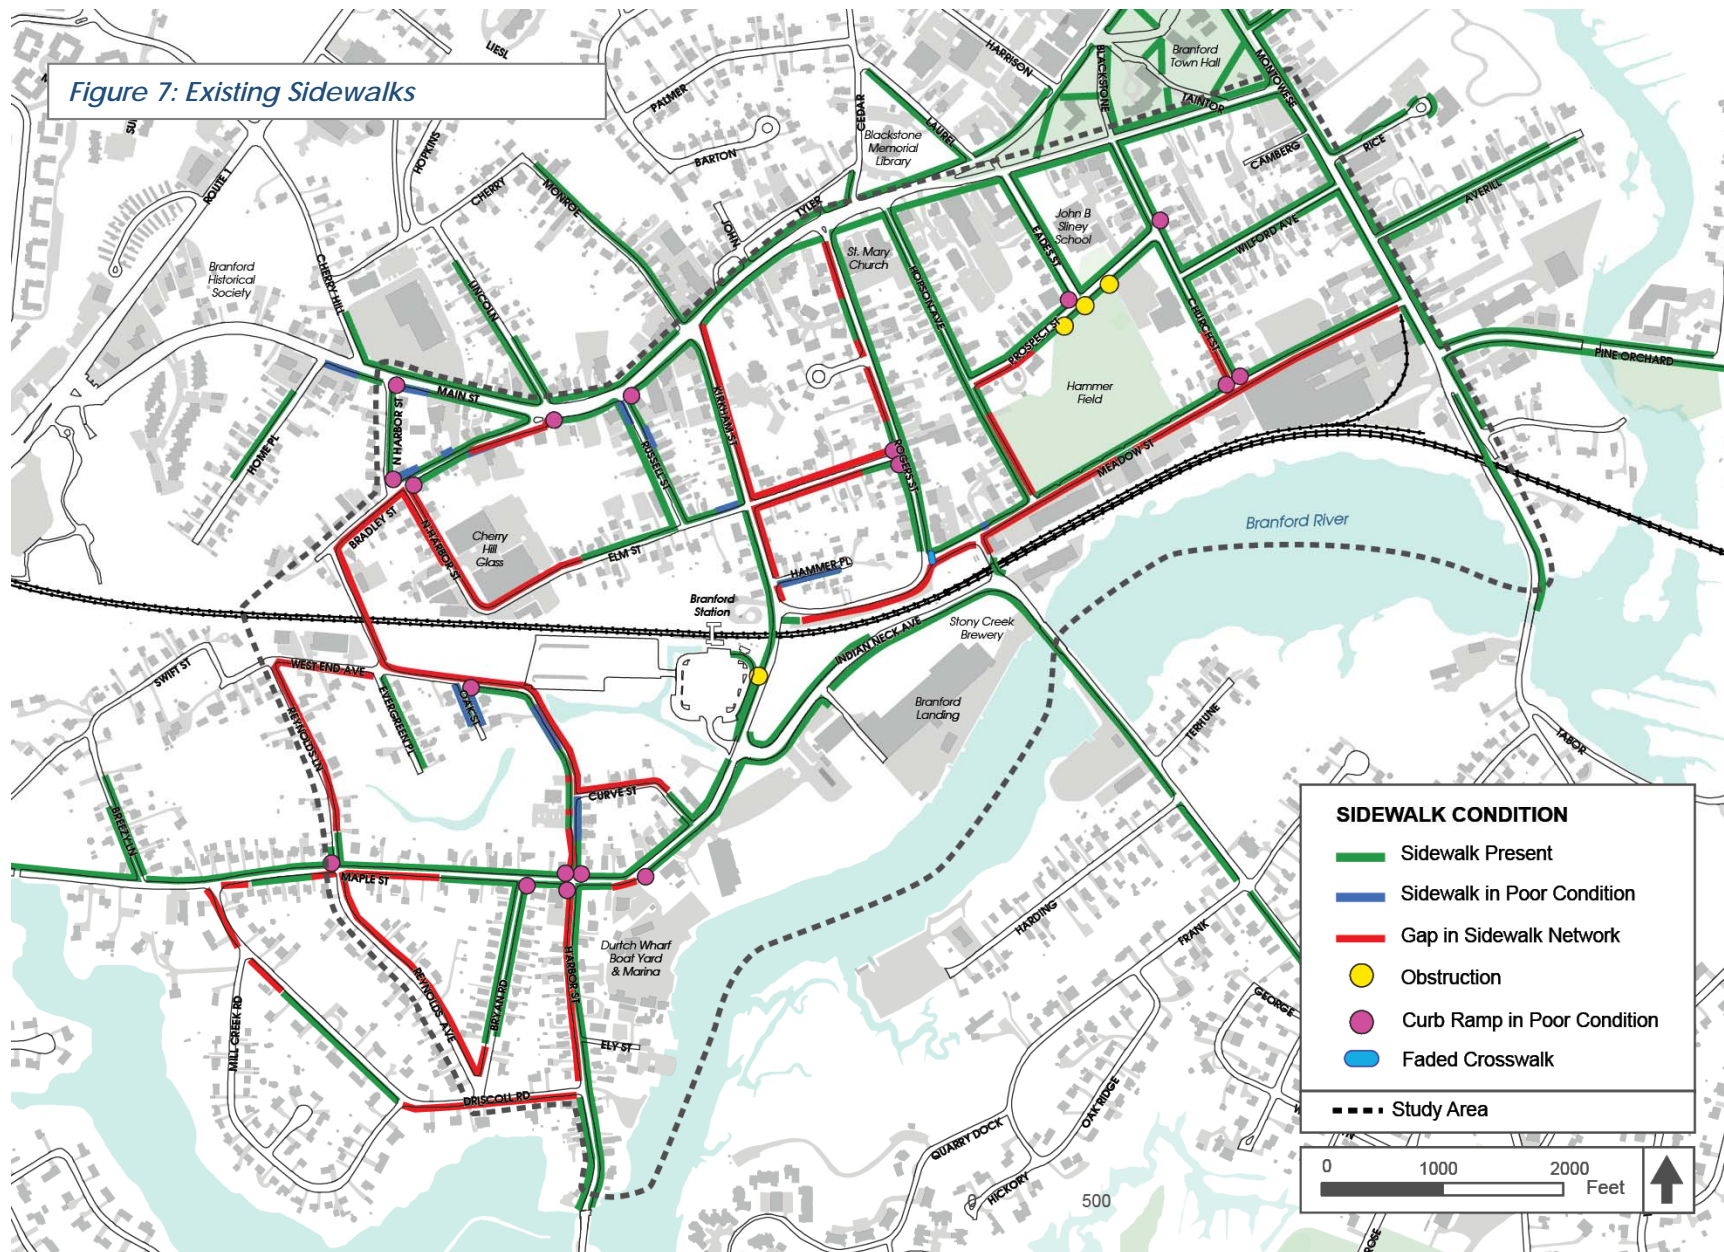 Figure 7: Existing Sidewalks
LIESL
HARRISON
BLACKSTONE
Branford
Town Hall
MONTOWESE
TAINTOR
PALMER
CEDAR
LAUREL
Blackstone
Memorial
Library
HOPKINS
BARTON
CAMBERG
RICE
ROUTE 1
CHERRY
MONROE
TYLER
JOHN
AVERILL
John B
Sliney
School
EADES ST
WILFORD AVE
St. Mary
Church
Branford
Historical
Society
CHERRY HILL
LINCOLN
HOPSON AVE
PROSPECT ST
CHURCH ST
PINE ORCHARD
Hammer
Field
MAIN ST
N HARBOR ST
HOME PL
KIRKHAM ST
RUSSELL ST
ROGERS ST
MEADOW ST
Branford River
BRADLEY ST
N HARBOR ST
Cherry
Hill
Glass
ELM ST
HAMMER PL
Branford
Station
Stony Creek
Brewery
INDIAN NECK AVE
SWIFT ST
WEST END AVE
REYNOLDS LN
EVERGREEN PL
OAK ST
Branford
Landing
TERHUNE
TABOR
CURVE ST
BREEZY LN
MAPLE ST
HARDING
FRANK
Durtch Wharf
Boat Yard
& Marina
HARBOR ST
BRYAN RD
REYNOLDS AVE
MILL CREEK RD
ELY ST
DRISCOLL RD
GEORGE
OAK RIDGE
QUARRY DOCK
HICKORY
SIDEWALK CONDITION
Sidewalk Present
Sidewalk in Poor Condition
Gap in Sidewalk Network
Obstruction
Curb Ramp in Poor Condition
Faded Crosswalk
Study Area
0 1000 2000
Feet
0 500